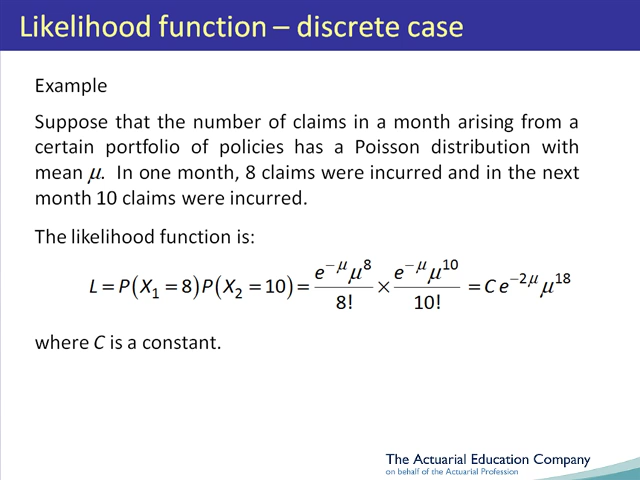 Likelihood function – discrete case
Example
Suppose that the number of claims in a month arising from a
certain portfolio of policies has a Poisson distribution with
mean μ. In one month, 8 claims were incurred and in the next
month 10 claims were incurred.
The likelihood function is:
L = P(X₁ = 8)P(X₂ = 10) = e^{−μ}μ⁸/8! × e^{−μ}μ¹⁰/10! = C e^{−2μ}μ¹⁸
where C is a constant.
The Actuarial Education Company
on behalf of the Actuarial Profession